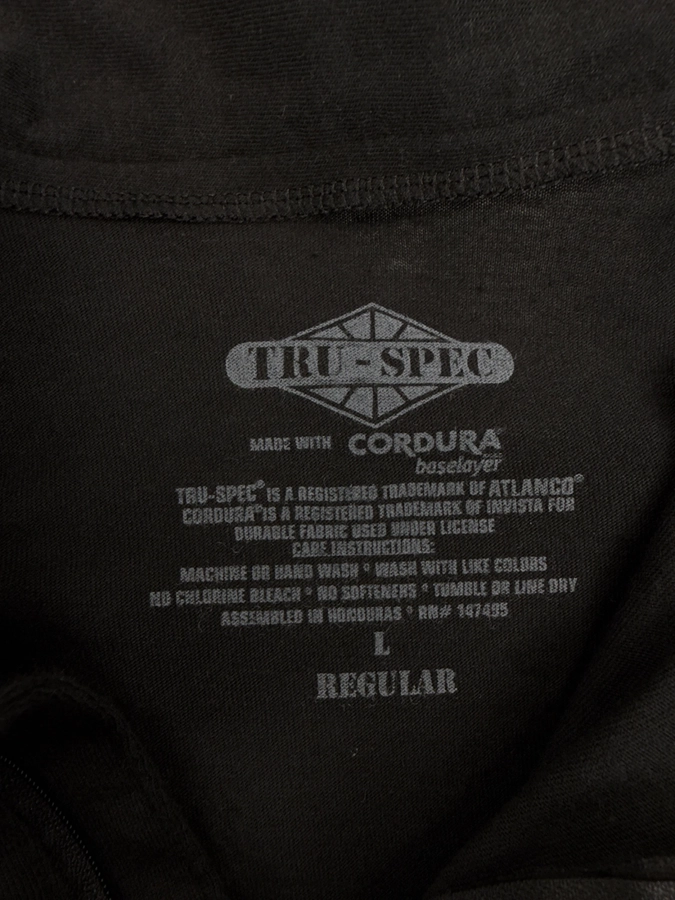 TRU-SPEC
MADE WITH CORDURA
baselayer
TRU-SPEC® IS A REGISTERED TRADEMARK OF ATLANCO®
CORDURA® IS A REGISTERED TRADEMARK OF INVISTA FOR
DURABLE FABRIC USED UNDER LICENSE
CARE INSTRUCTIONS:
MACHINE OR HAND WASH * WASH WITH LIKE COLORS
NO CHLORINE BLEACH * NO SOFTENERS * TUMBLE OR LINE DRY
ASSEMBLED IN HONDURAS * RN# 147495
L
REGULAR